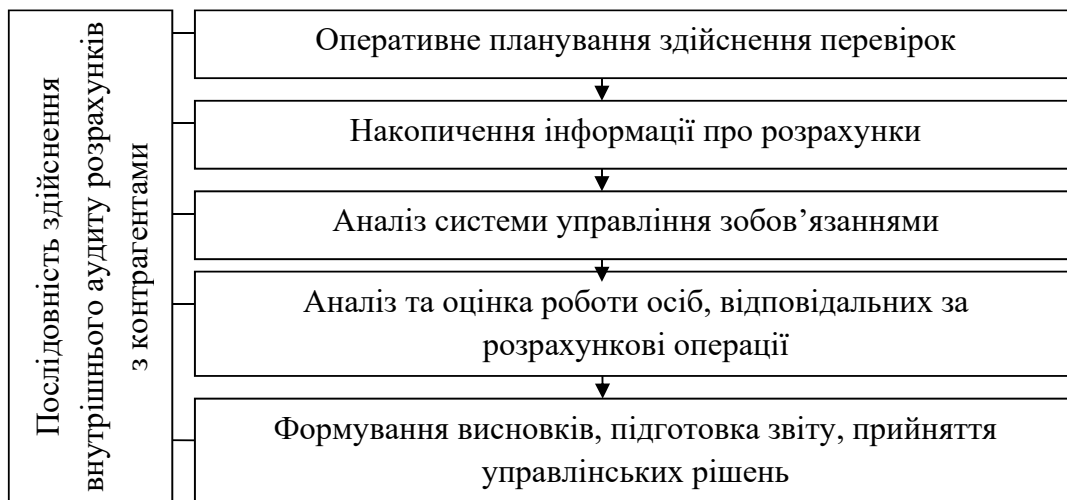 Послідовність здійснення
внутрішнього аудиту розрахунків
з контрагентами
Оперативне планування здійснення перевірок
Накопичення інформації про розрахунки
Аналіз системи управління зобов’язаннями
Аналіз та оцінка роботи осіб, відповідальних за
розрахункові операції
Формування висновків, підготовка звіту, прийняття
управлінських рішень